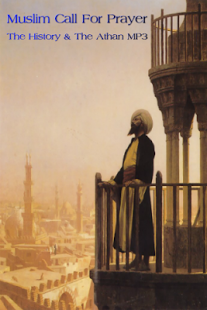 Muslim Call For Prayer
The History & The Athan MP3